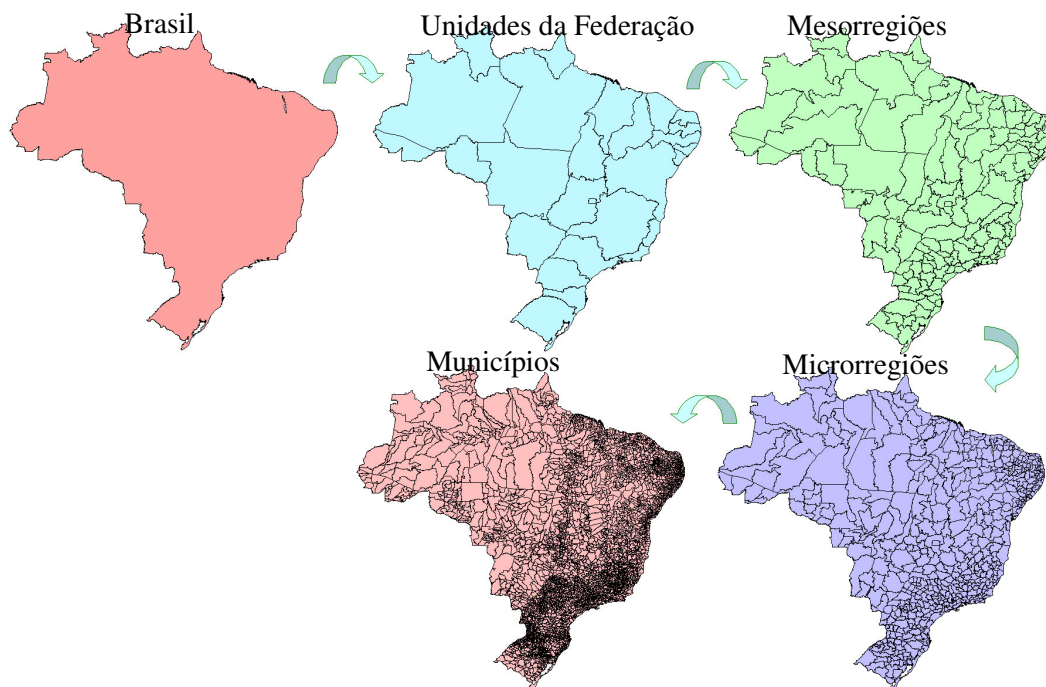 Brasil
Unidades da Federação
Mesorregiões
Municípios
Microrregiões